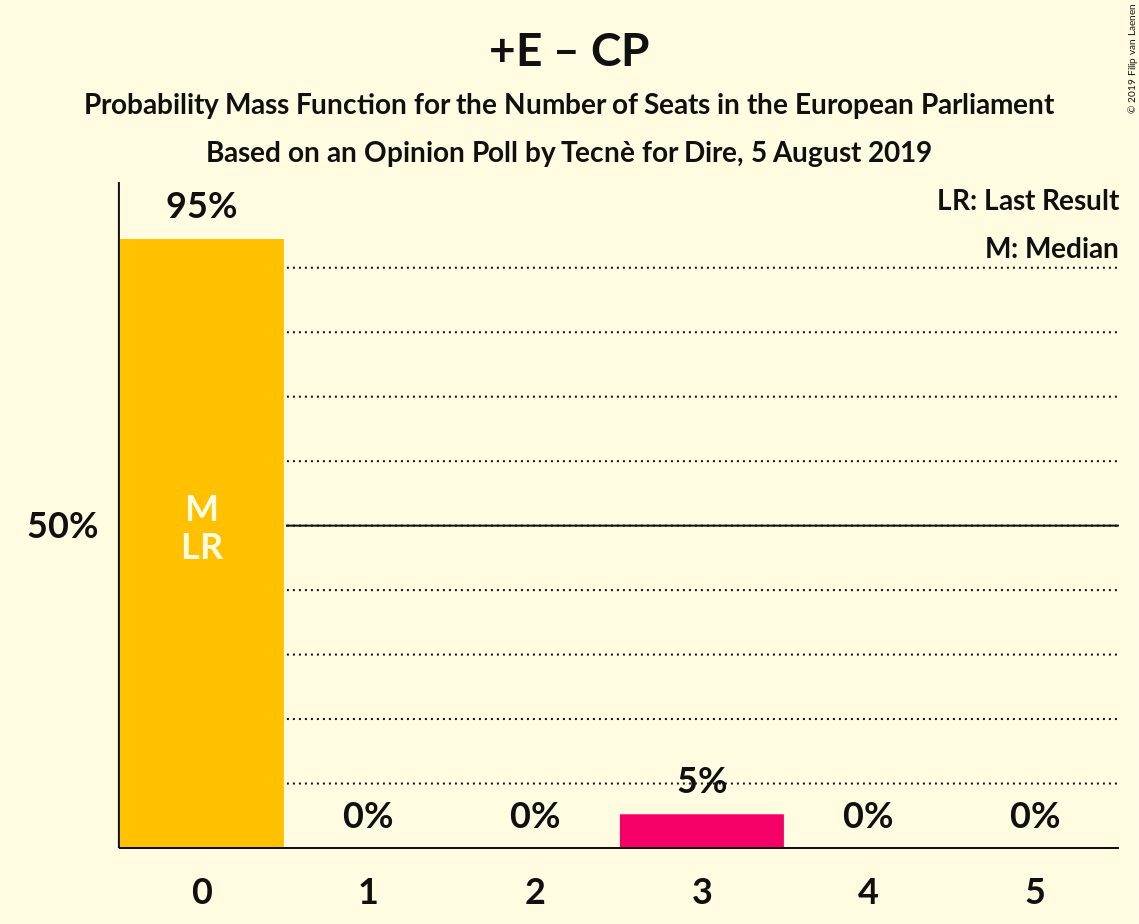 +E – CP
Probability Mass Function for the Number of Seats in the European Parliament
Based on an Opinion Poll by Tecnè for Dire, 5 August 2019
© 2019 Filip van Laenen
LR: Last Result
M: Median
95%
50%
M
LR
0%
0%
5%
0%
0%
0
1
2
3
4
5